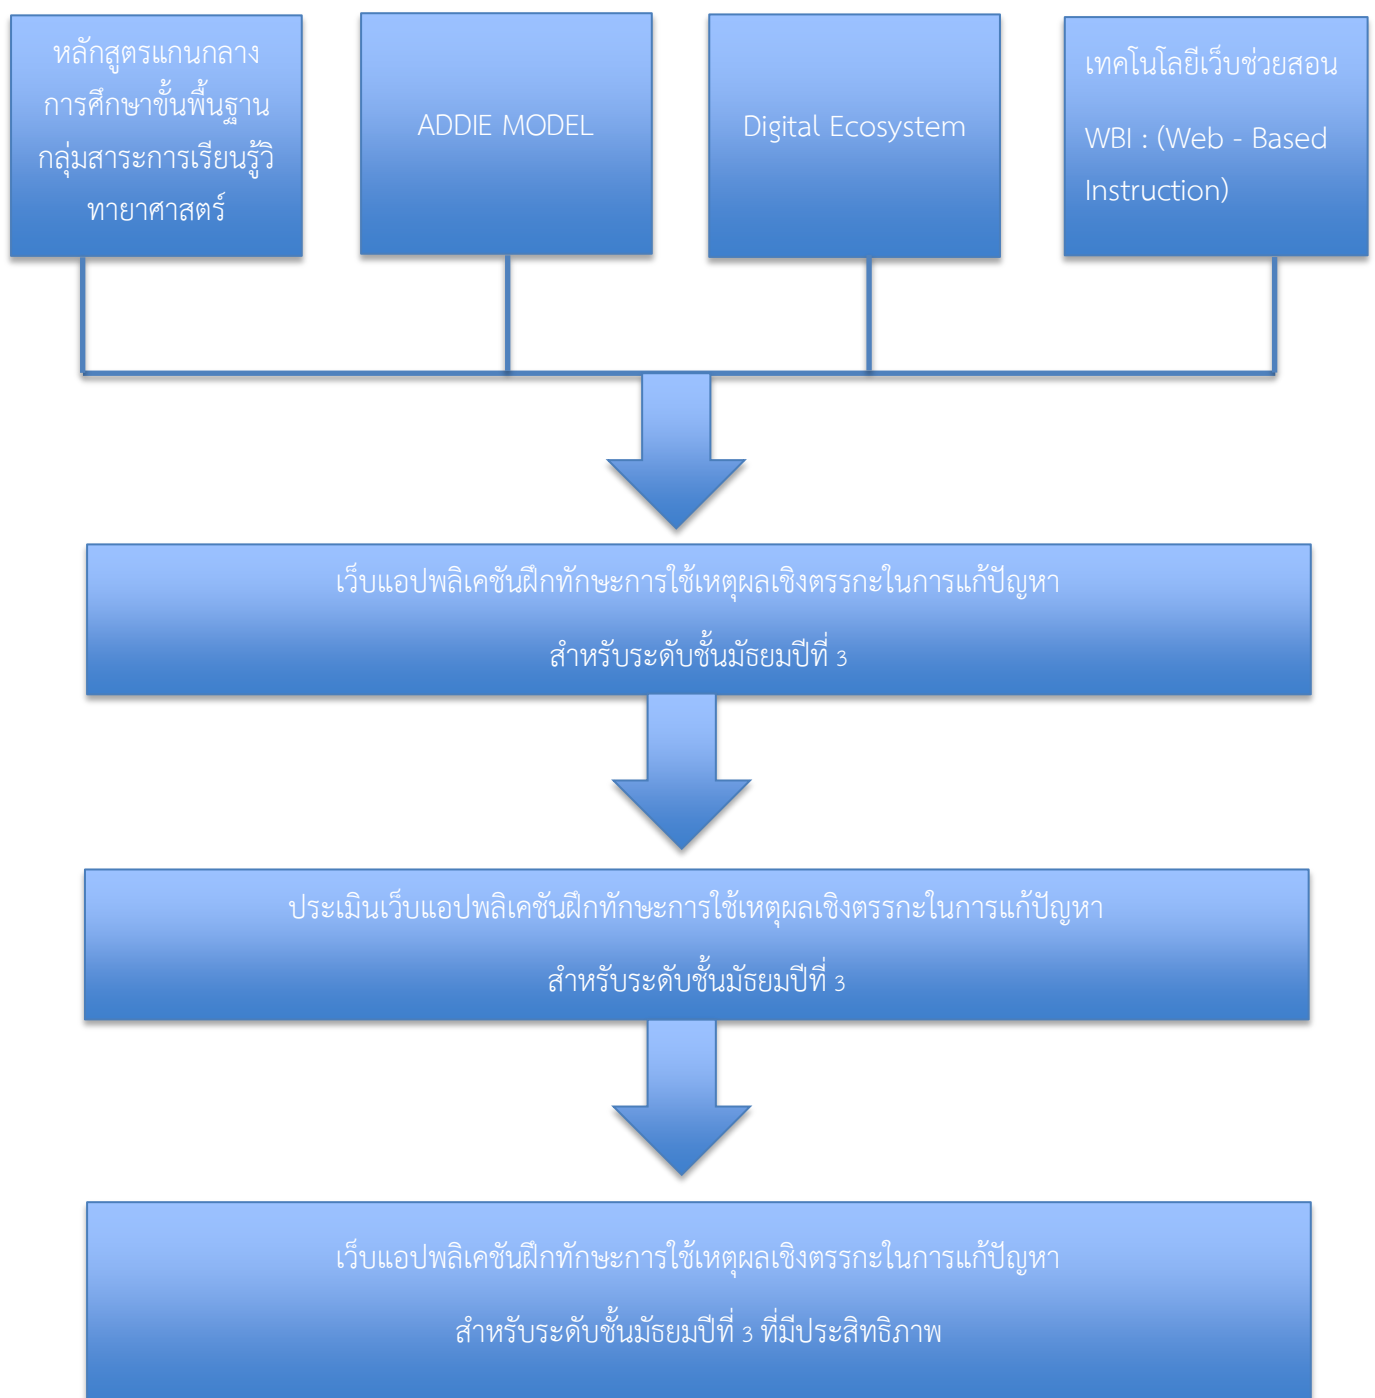 หลักสูตรแกนกลาง
การศึกษาขั้นพื้นฐาน
กลุ่มสาระการเรียนรู้วิ
ทายาศาสตร์
ADDIE MODEL
Digital Ecosystem
เทคโนโลยีเว็บช่วยสอน
WBI : (Web - Based
Instruction)
เว็บแอปพลิเคชันฝึกทักษะการใช้เหตุผลเชิงตรรกะในการแก้ปัญหา
สำหรับระดับชั้นมัธยมปีที่ 3
ประเมินเว็บแอปพลิเคชันฝึกทักษะการใช้เหตุผลเชิงตรรกะในการแก้ปัญหา
สำหรับระดับชั้นมัธยมปีที่ 3
เว็บแอปพลิเคชันฝึกทักษะการใช้เหตุผลเชิงตรรกะในการแก้ปัญหา
สำหรับระดับชั้นมัธยมปีที่ 3 ที่มีประสิทธิภาพ